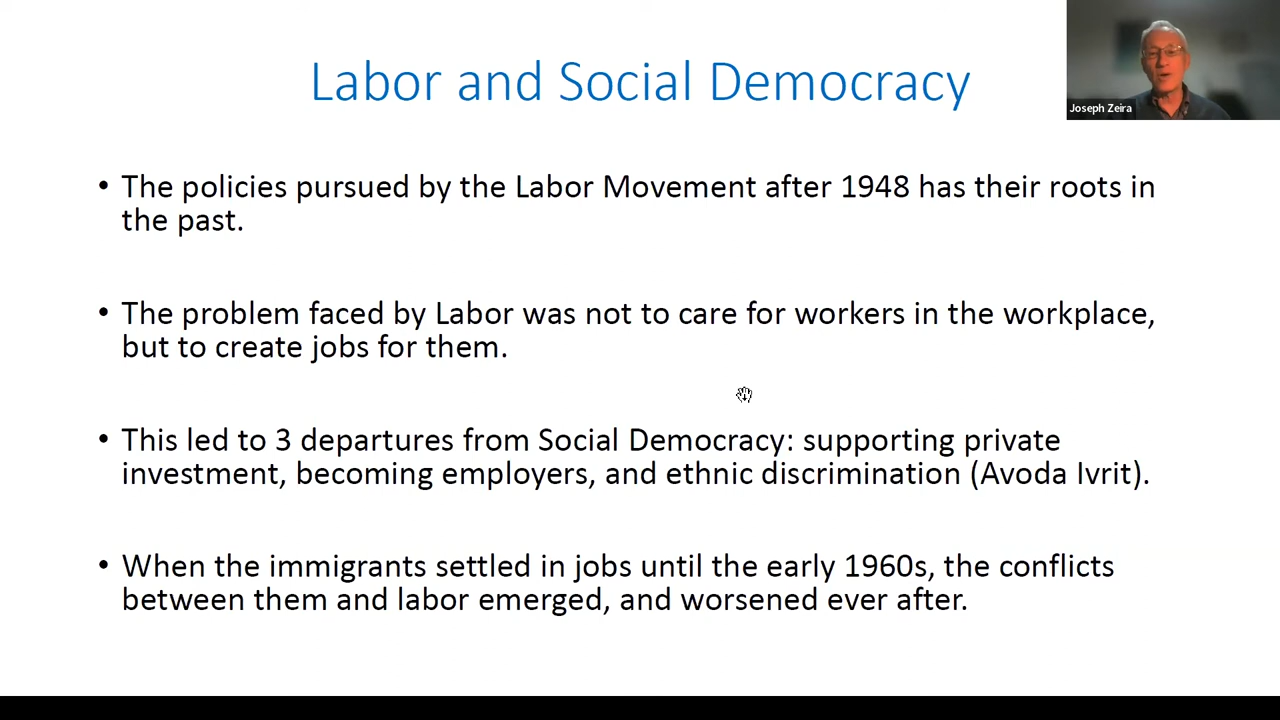 Labor and Social Democracy
Joseph Zeira
• The policies pursued by the Labor Movement after 1948 has their roots in
the past.
• The problem faced by Labor was not to care for workers in the workplace,
but to create jobs for them.
• This led to 3 departures from Social Democracy: supporting private
investment, becoming employers, and ethnic discrimination (Avoda Ivrit).
• When the immigrants settled in jobs until the early 1960s, the conflicts
between them and labor emerged, and worsened ever after.